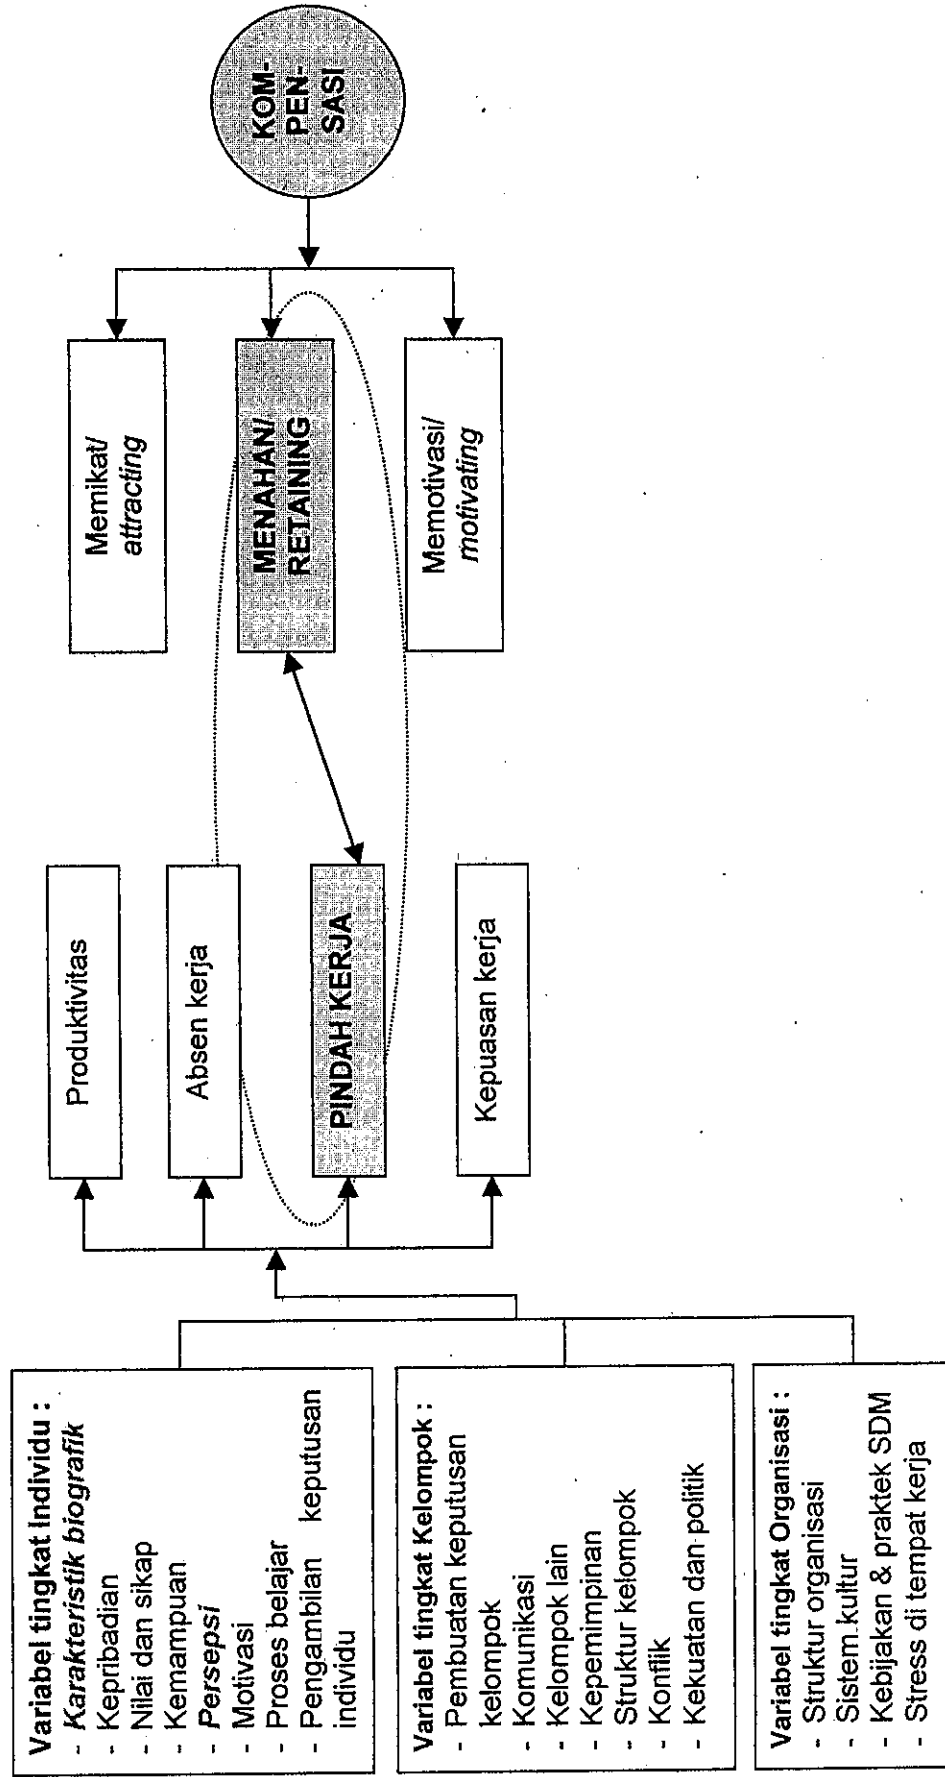 Variabel tingkat Individu :
- Karakteristik biografik
- Kepribadian
- Nilai dan sikap
- Kemampuan
- Persepsi
- Motivasi
- Proses belajar
- Pengambilan keputusan
individu
Variabel tingkat Kelompok :
- Pembuatan keputusan
kelompok
- Komunikasi
- Kelompok lain
- Kepemimpinan
- Struktur kelompok
- Konflik
- Kekuatan dan politik
Variabel tingkat Organisasi :
- Struktur organisasi
- Sistem kultur
- Kebijakan & praktek SDM
- Stress di tempat kerja
Produktivitas
Absen kerja
PINDAH KERJA
Kepuasan kerja
Memikat/
attracting
MENAHAN/
RETAINING
Memotivasi/
motivating
KOM-
PEN-
SASI